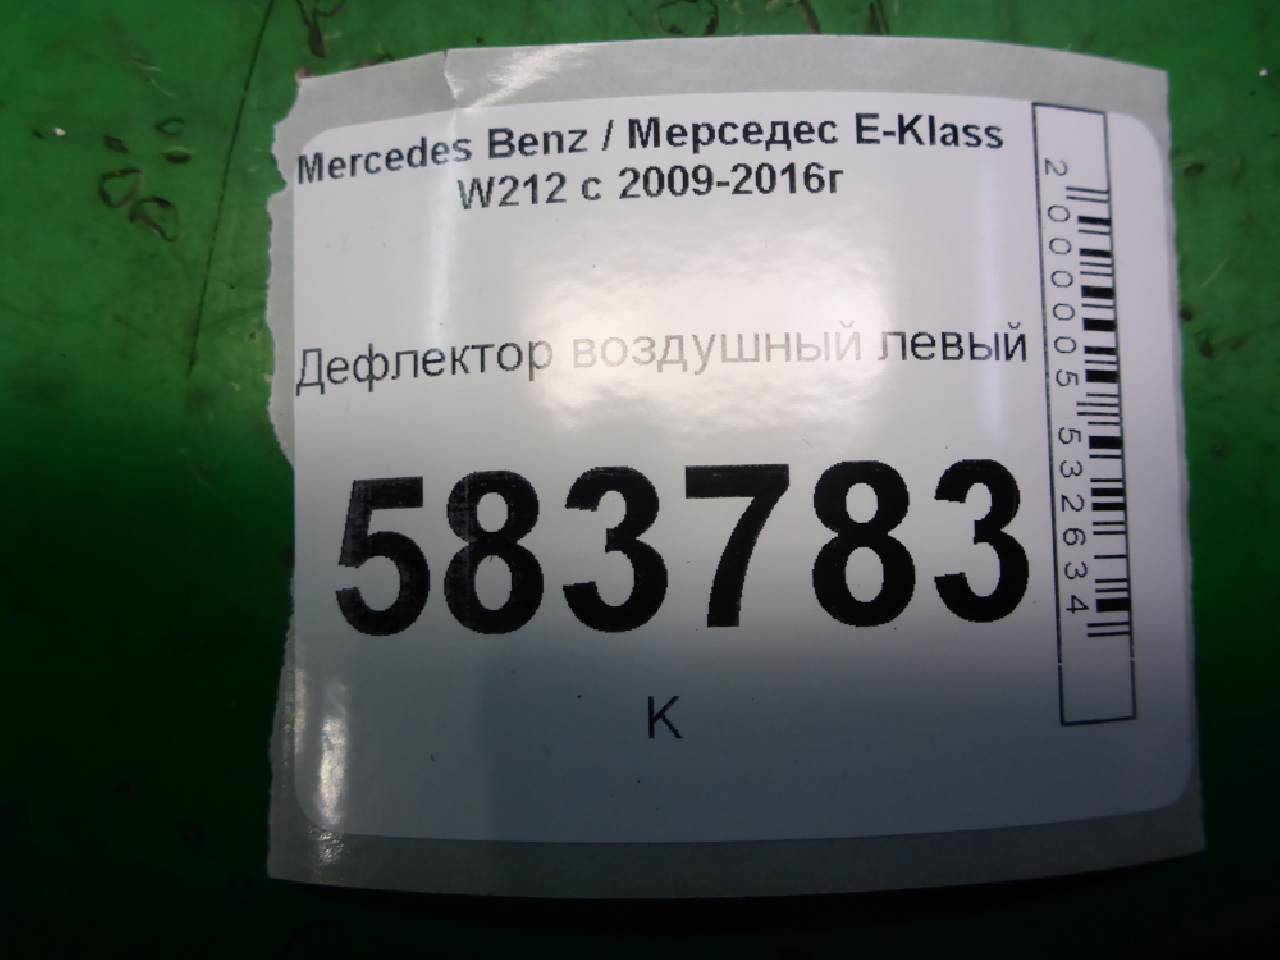 Mercedes Benz / Мерседес E-Klass
W212 с 2009-2016г
Дефлектор воздушный левый
583783
К
2000005532634